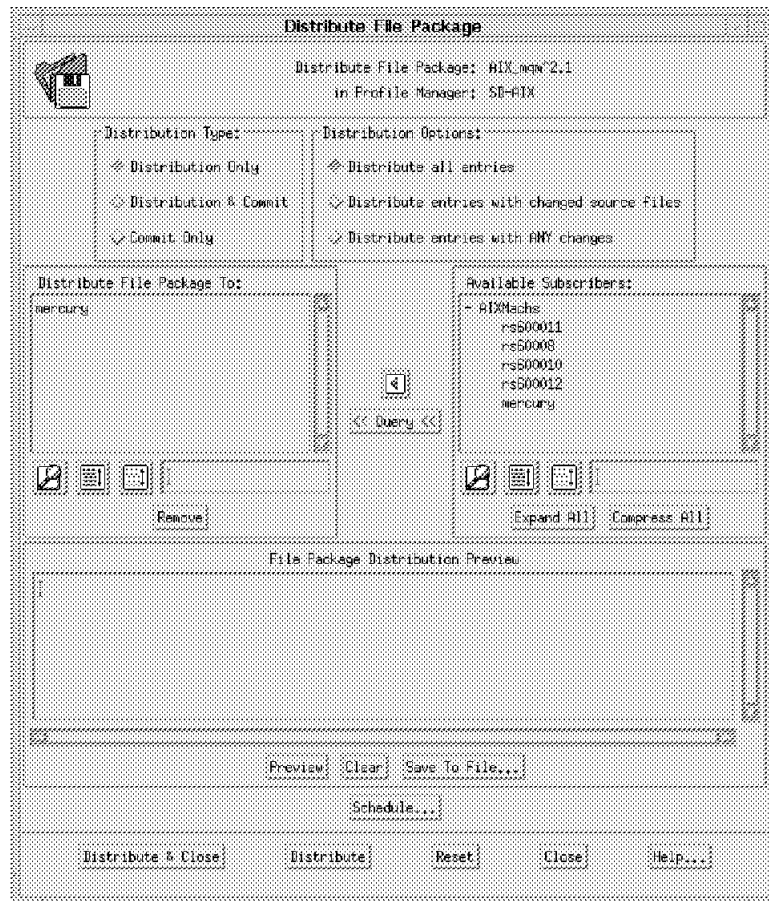 Distribute File Package
Distribute File Package: AIX_mqm^2.1
in Profile Manager: SD-AIX
Distribution Type:
Distribution Only
Distribution & Commit
Commit Only
Distribution Options:
Distribute all entries
Distribute entries with changed source files
Distribute entries with ANY changes
Distribute File Package To:
mercury
<< Query <<
Available Subscribers:
- AIXMachs
rs600011
rs60008
rs600010
rs600012
mercury
Remove
Expand All Compress All
File Package Distribution Preview
Preview Clear Save To File...
Schedule...
Distribute & Close Distribute Reset Close Help...